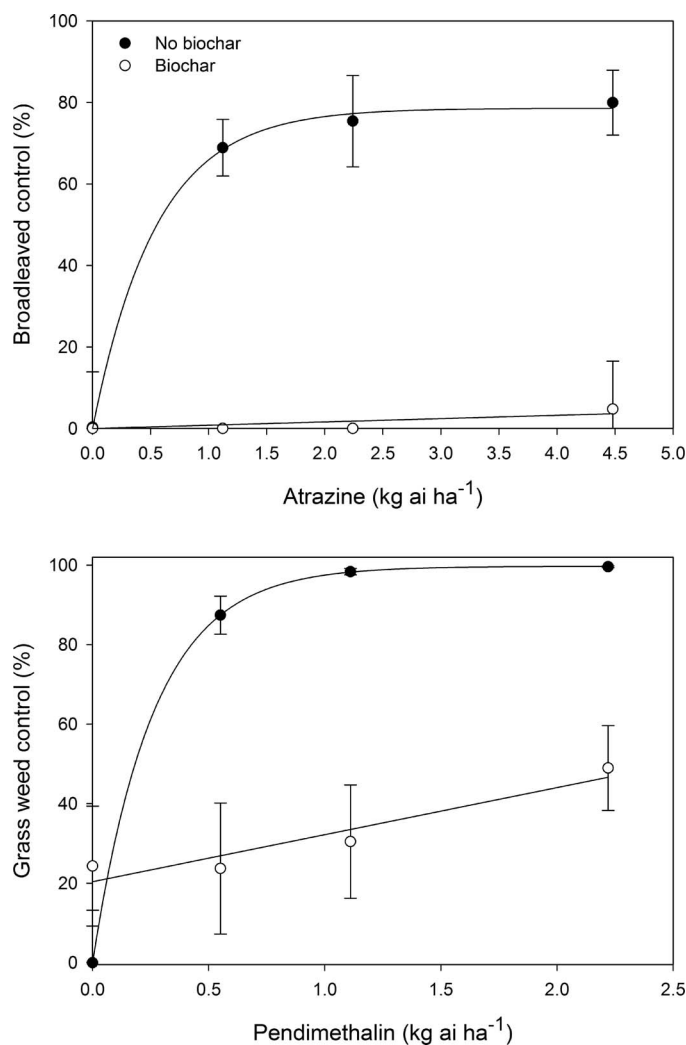 100
No biochar
Biochar
80
60
40
20
0
Broadleaved control (%)
0.0 0.5 1.0 1.5 2.0 2.5 3.0 3.5 4.0 4.5 5.0
Atrazine (kg ai ha⁻¹)
100
80
60
40
20
0
Grass weed control (%)
0.0 0.5 1.0 1.5 2.0 2.5
Pendimethalin (kg ai ha⁻¹)